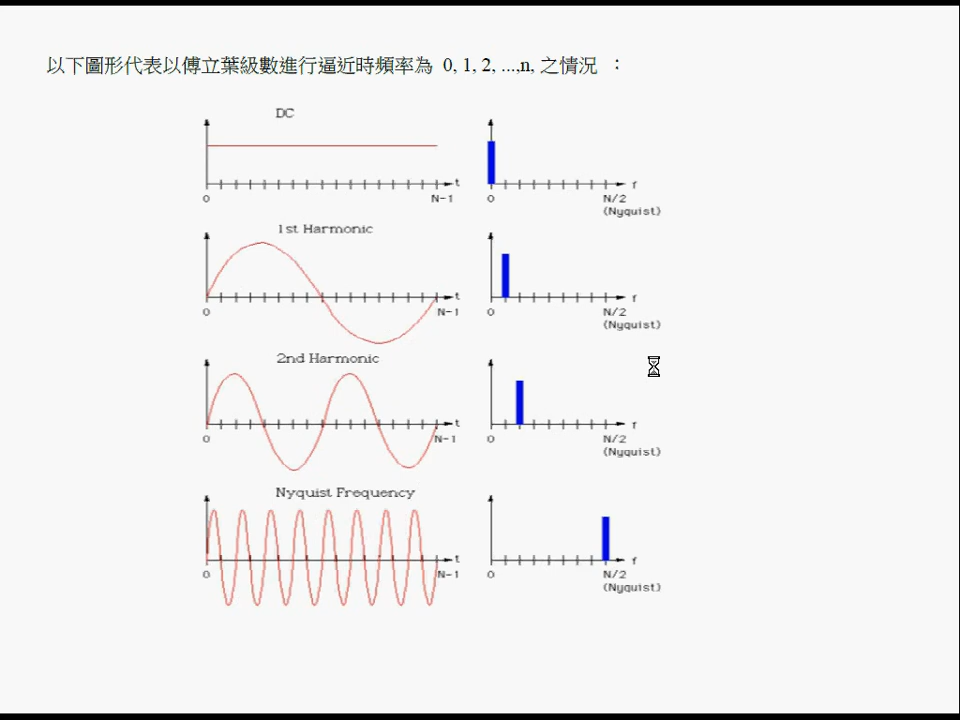 以下圖形代表以傅立葉級數進行逼近時頻率為 0, 1, 2, ...,n, 之情況 ：
DC
t
f
0
N-1
0
N/2
(Nyquist)
1st Harmonic
t
f
0
N-1
0
N/2
(Nyquist)
2nd Harmonic
t
f
0
N-1
0
N/2
(Nyquist)
Nyquist Frequency
t
f
0
N-1
0
N/2
(Nyquist)